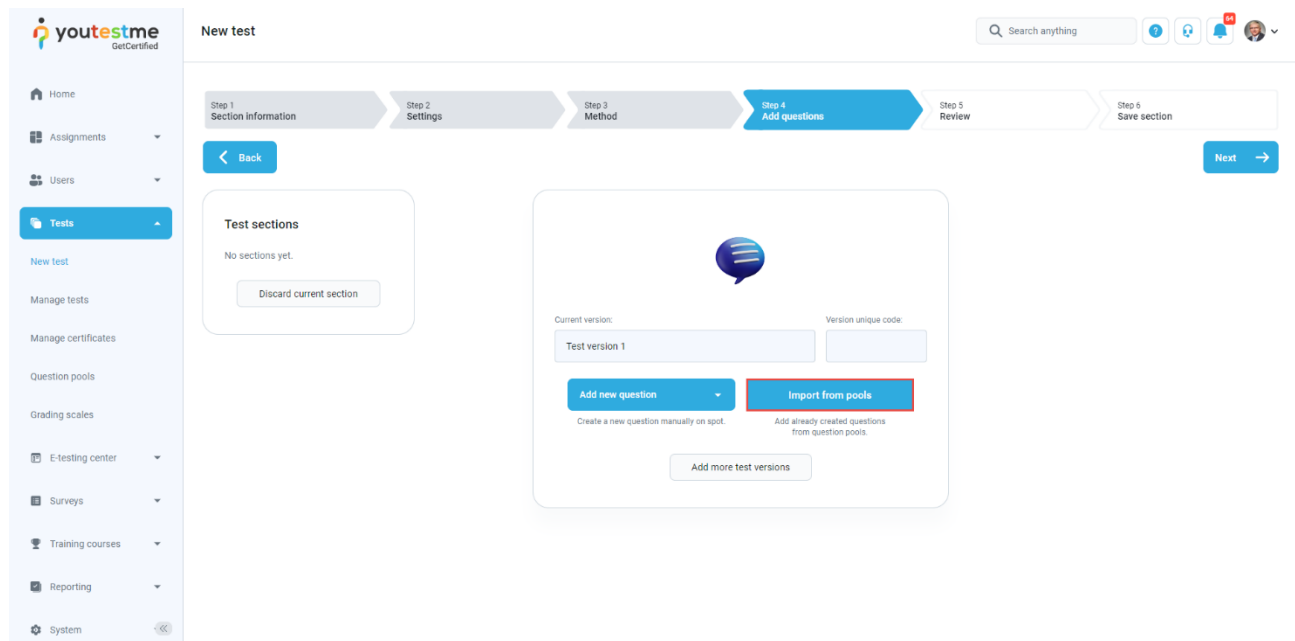 youtestme
GetCertified
New test
Search anything
?
64
Home
Assignments
Users
Tests
New test
Manage tests
Manage certificates
Question pools
Grading scales
E-testing center
Surveys
Training courses
Reporting
System
Step 1
Section information
Step 2
Settings
Step 3
Method
Step 4
Add questions
Step 5
Review
Step 6
Save section
Back
Next
Test sections
No sections yet.
Discard current section
Current version:
Version unique code:
Test version 1
Add new question
Import from pools
Create a new question manually on spot.
Add already created questions
from question pools.
Add more test versions